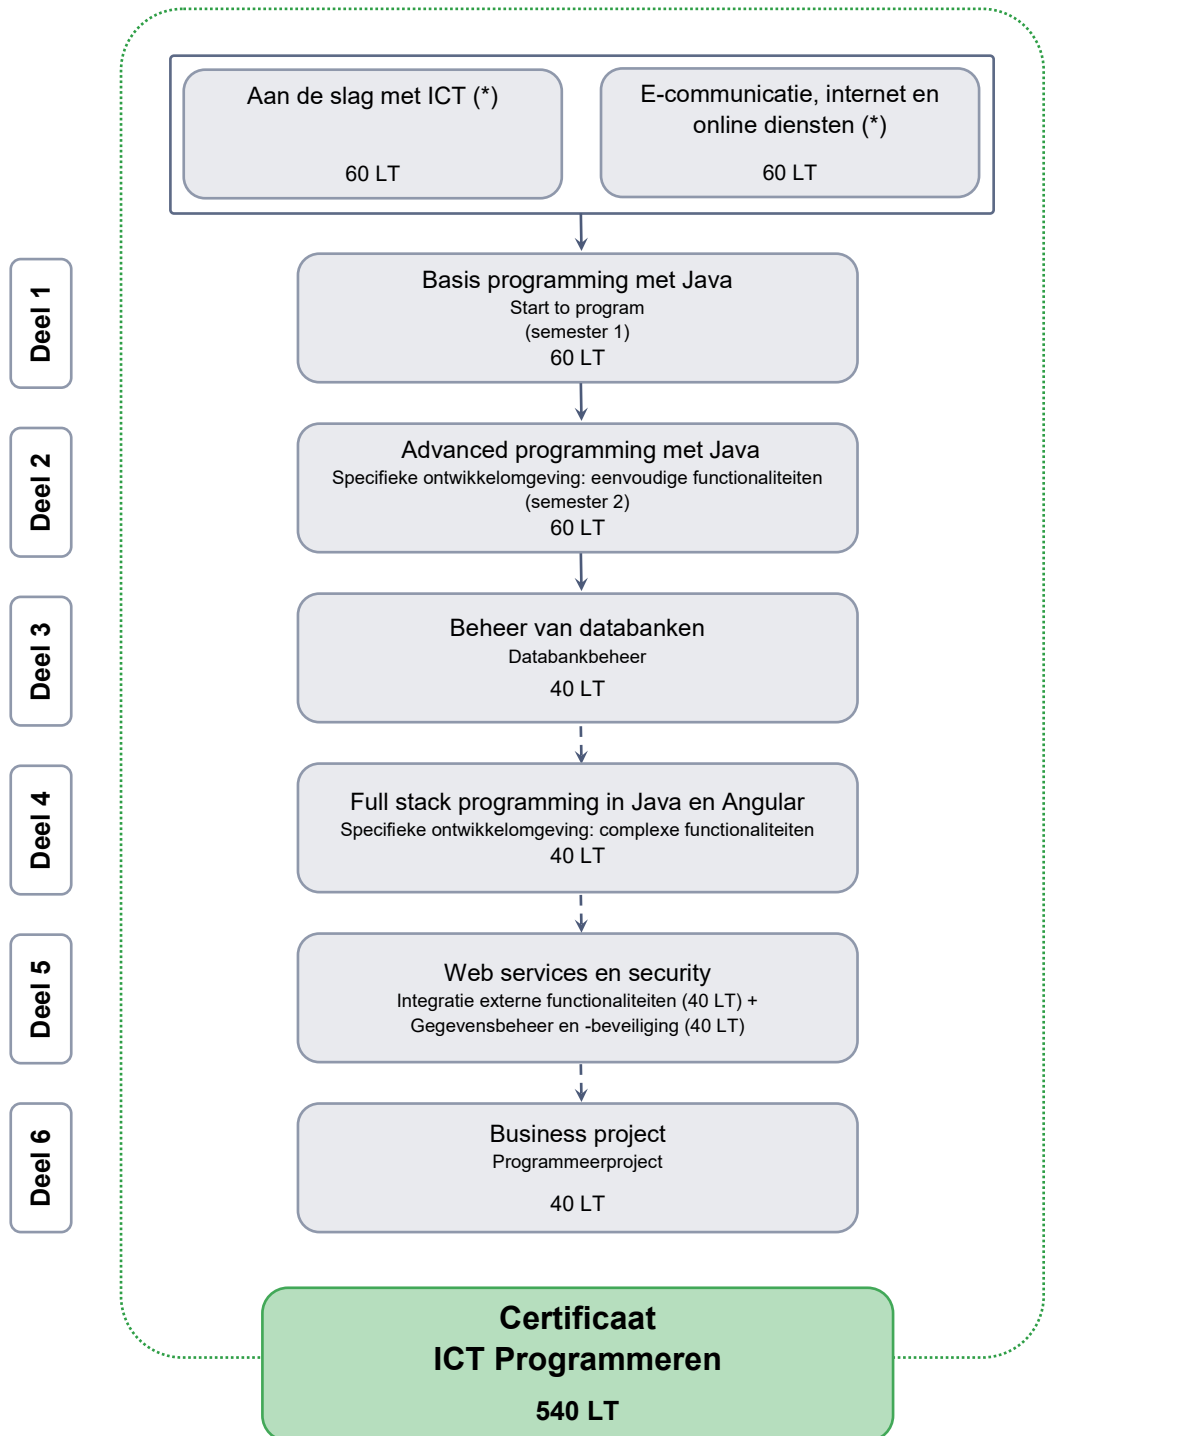 Aan de slag met ICT (*)
60 LT
E-communicatie, internet en
online diensten (*)
60 LT
Deel 1
Basis programming met Java
Start to program
(semester 1)
60 LT
Deel 2
Advanced programming met Java
Specifieke ontwikkelomgeving: eenvoudige functionaliteiten
(semester 2)
60 LT
Deel 3
Beheer van databanken
Databankbeheer
40 LT
Deel 4
Full stack programming in Java en Angular
Specifieke ontwikkelomgeving: complexe functionaliteiten
40 LT
Deel 5
Web services en security
Integratie externe functionaliteiten (40 LT) +
Gegevensbeheer en -beveiliging (40 LT)
Deel 6
Business project
Programmeerproject
40 LT
Certificaat
ICT Programmeren
540 LT